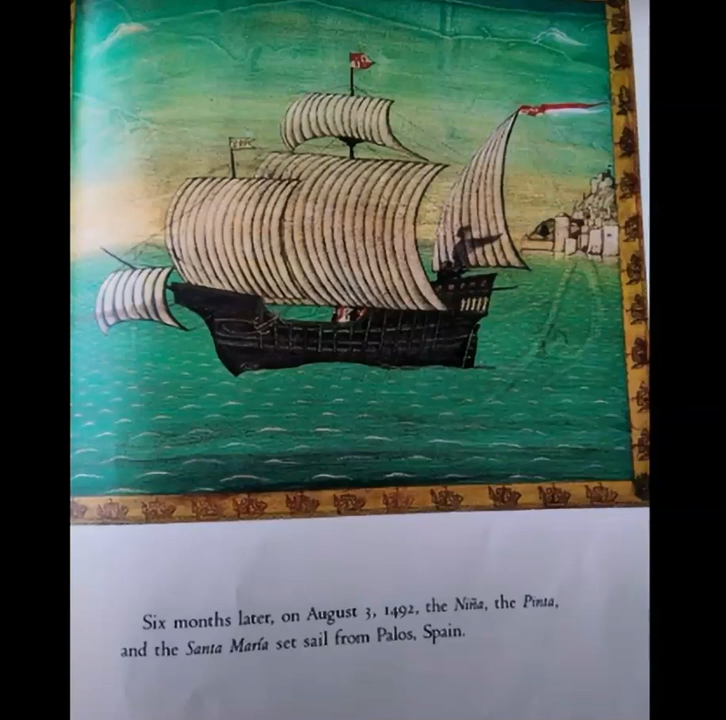 Six months later, on August 3, 1492, the Niña, the Pinta,
and the Santa María set sail from Palos, Spain.